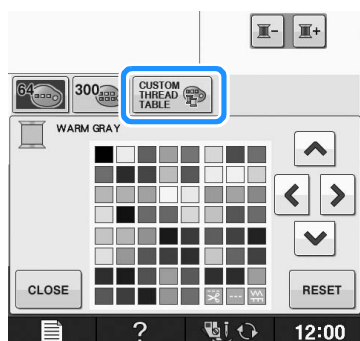 64
300
CUSTOM
THREAD
TABLE
WARM GRAY
CLOSE
RESET
?
12:00